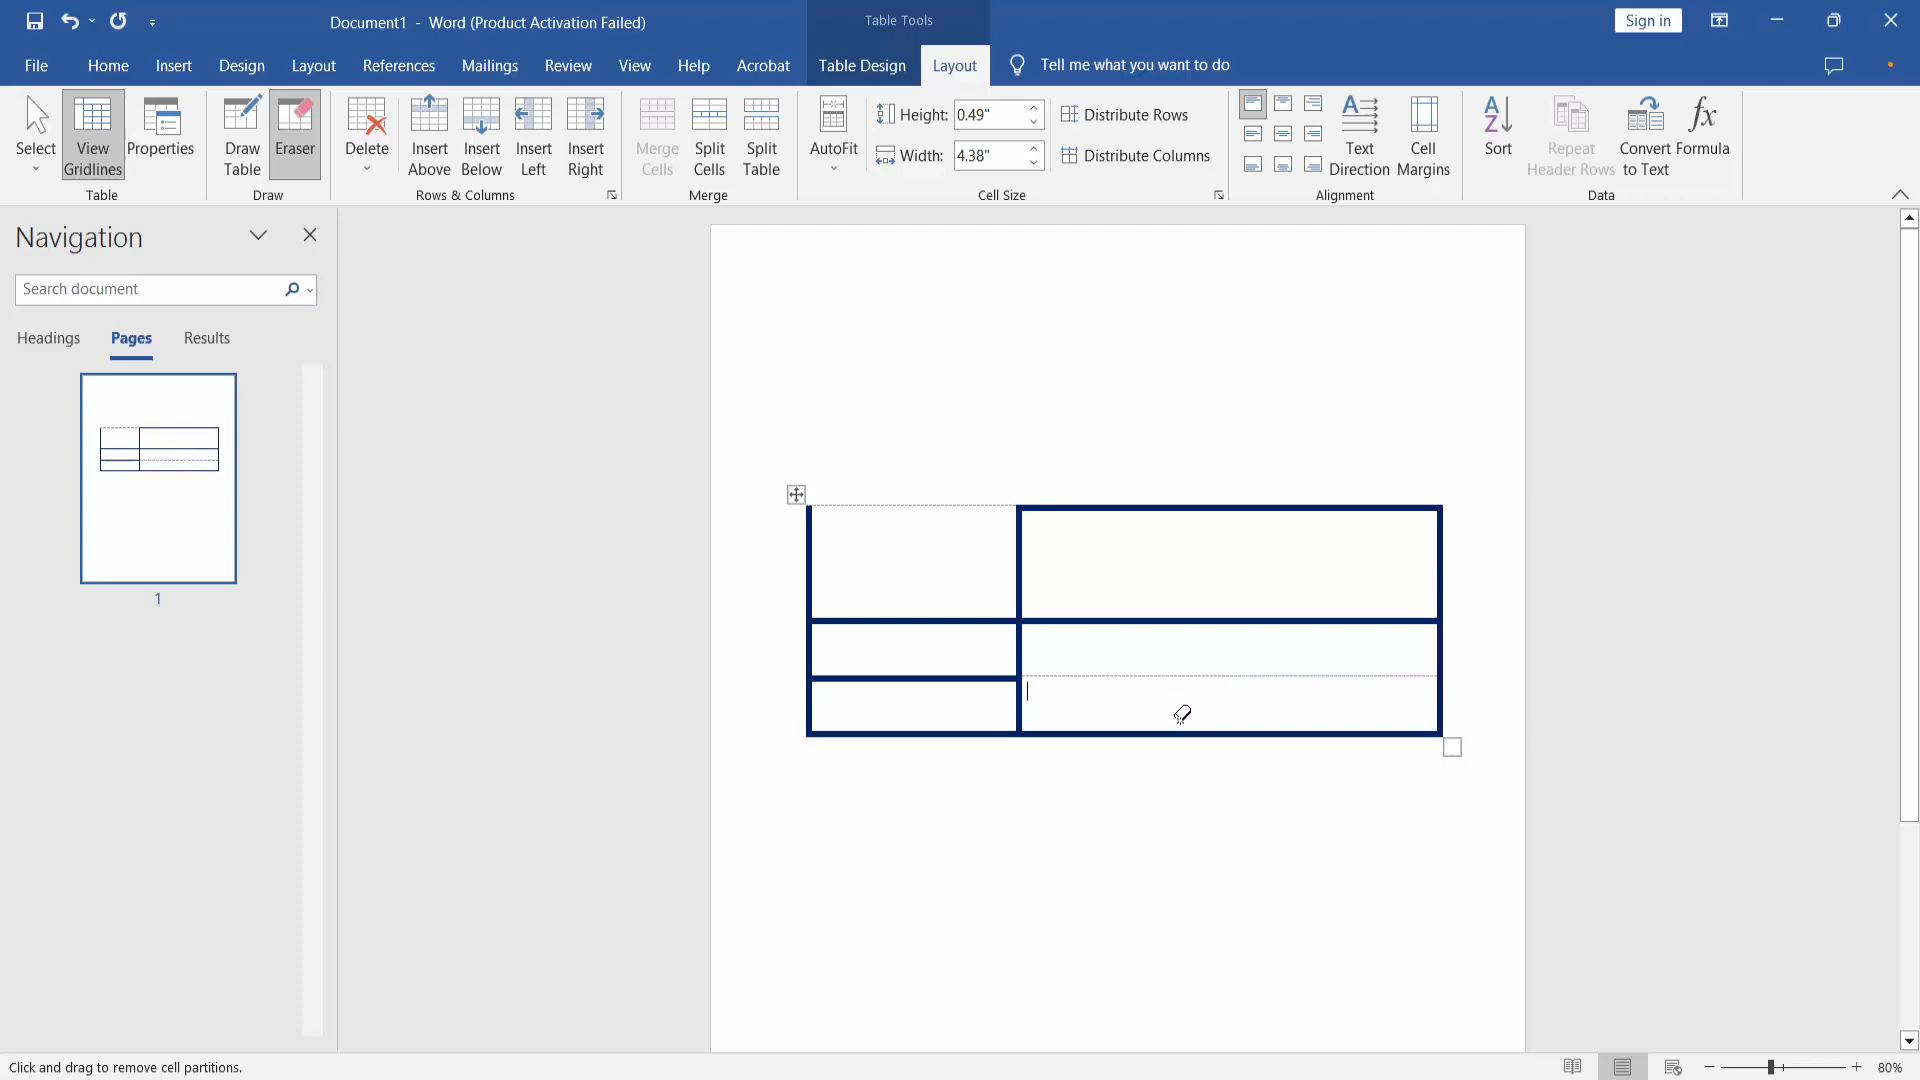 Document1 - Word (Product Activation Failed)
Table Tools
Sign in
File Home Insert Design Layout References Mailings Review View Help Acrobat Table Design Layout Tell me what you want to do
Select
View Gridlines
Properties
Table
Draw Table
Eraser
Draw
Delete
Insert Above
Insert Below
Insert Left
Insert Right
Rows & Columns
Merge Cells
Split Cells
Split Table
Merge
AutoFit
Height: 0.49"
Width: 4.38"
Distribute Rows
Distribute Columns
Cell Size
Text Direction
Cell Margins
Alignment
A Z Sort
Repeat Header Rows
Convert to Text
fx Formula
Data
Navigation
Search document
Headings Pages Results
1
Click and drag to remove cell partitions.
80%